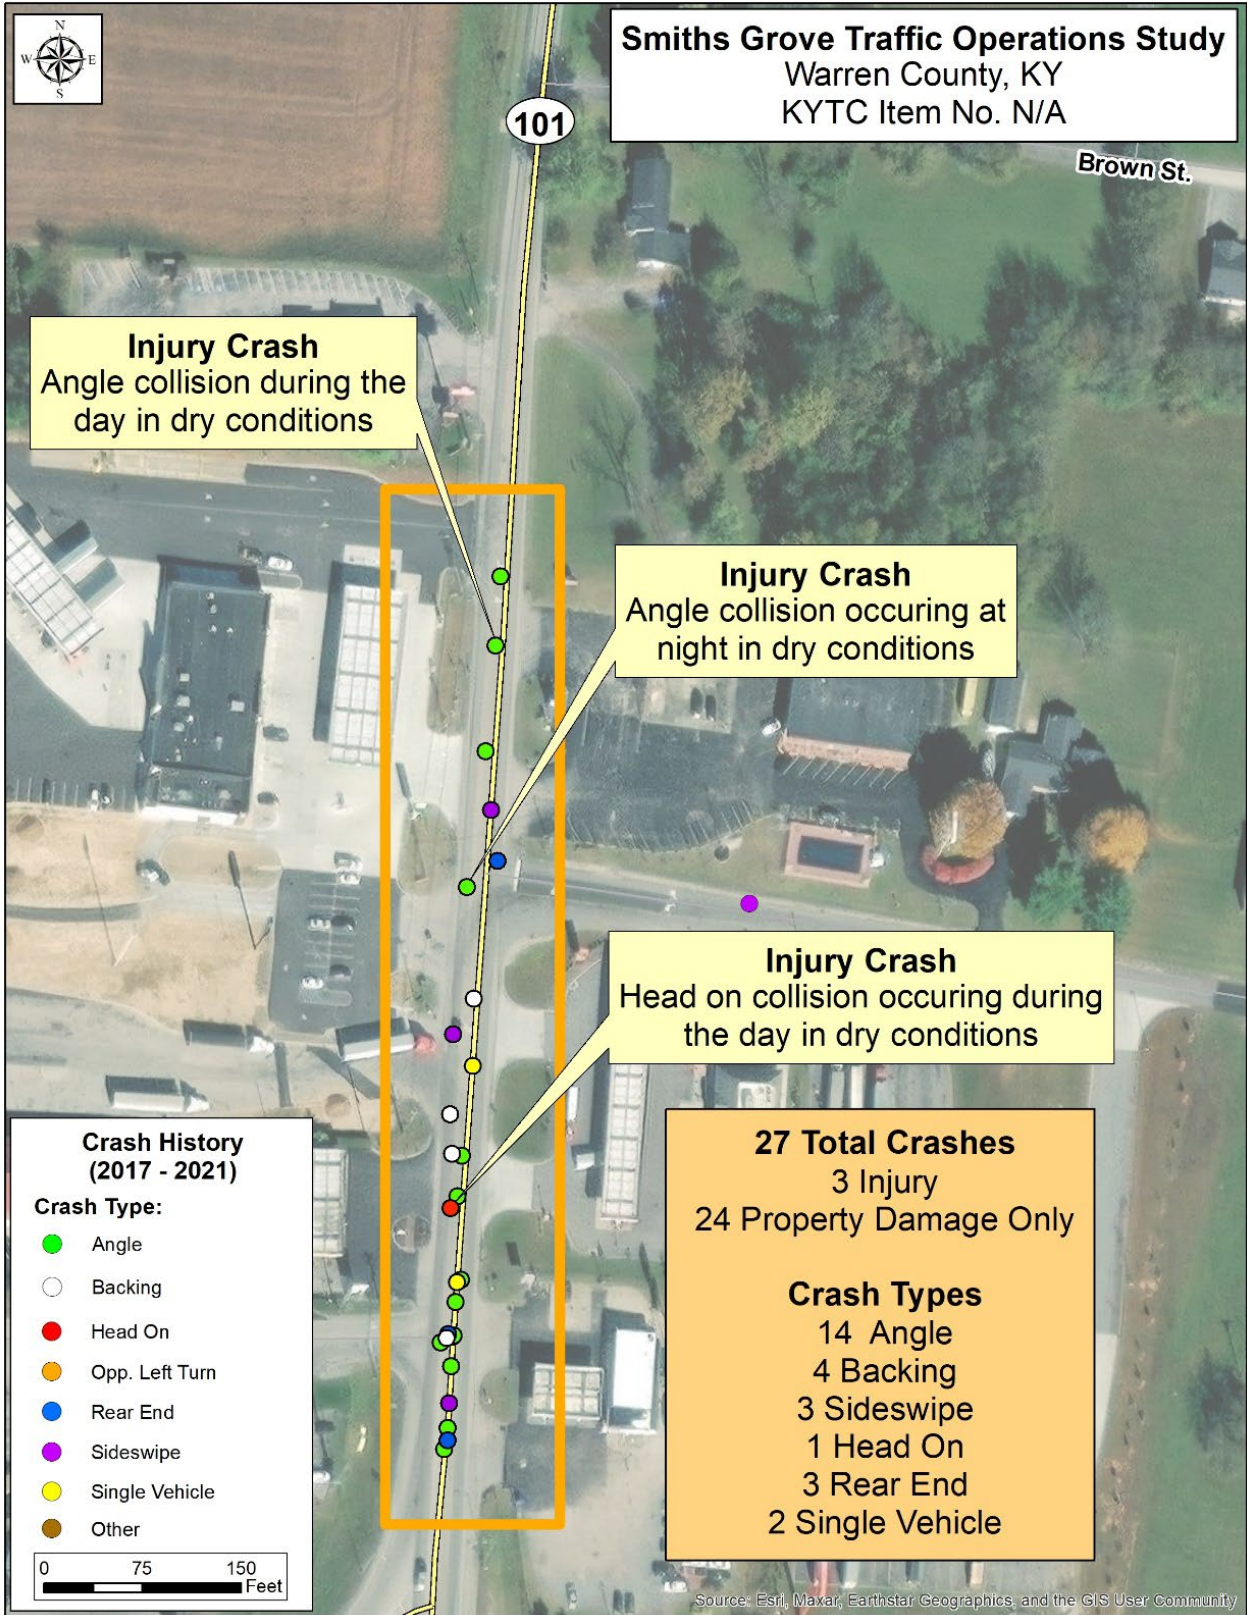 N
W E
S
Smiths Grove Traffic Operations Study
Warren County, KY
KYTC Item No. N/A
101
Brown St.
Injury Crash
Angle collision during the
day in dry conditions
Injury Crash
Angle collision occuring at
night in dry conditions
Injury Crash
Head on collision occuring during
the day in dry conditions
Crash History
(2017 - 2021)
Crash Type:
Angle
Backing
Head On
Opp. Left Turn
Rear End
Sideswipe
Single Vehicle
Other
0 75 150
Feet
27 Total Crashes
3 Injury
24 Property Damage Only
Crash Types
14 Angle
4 Backing
3 Sideswipe
1 Head On
3 Rear End
2 Single Vehicle
Source: Esri, Maxar, Earthstar Geographics, and the GIS User Community